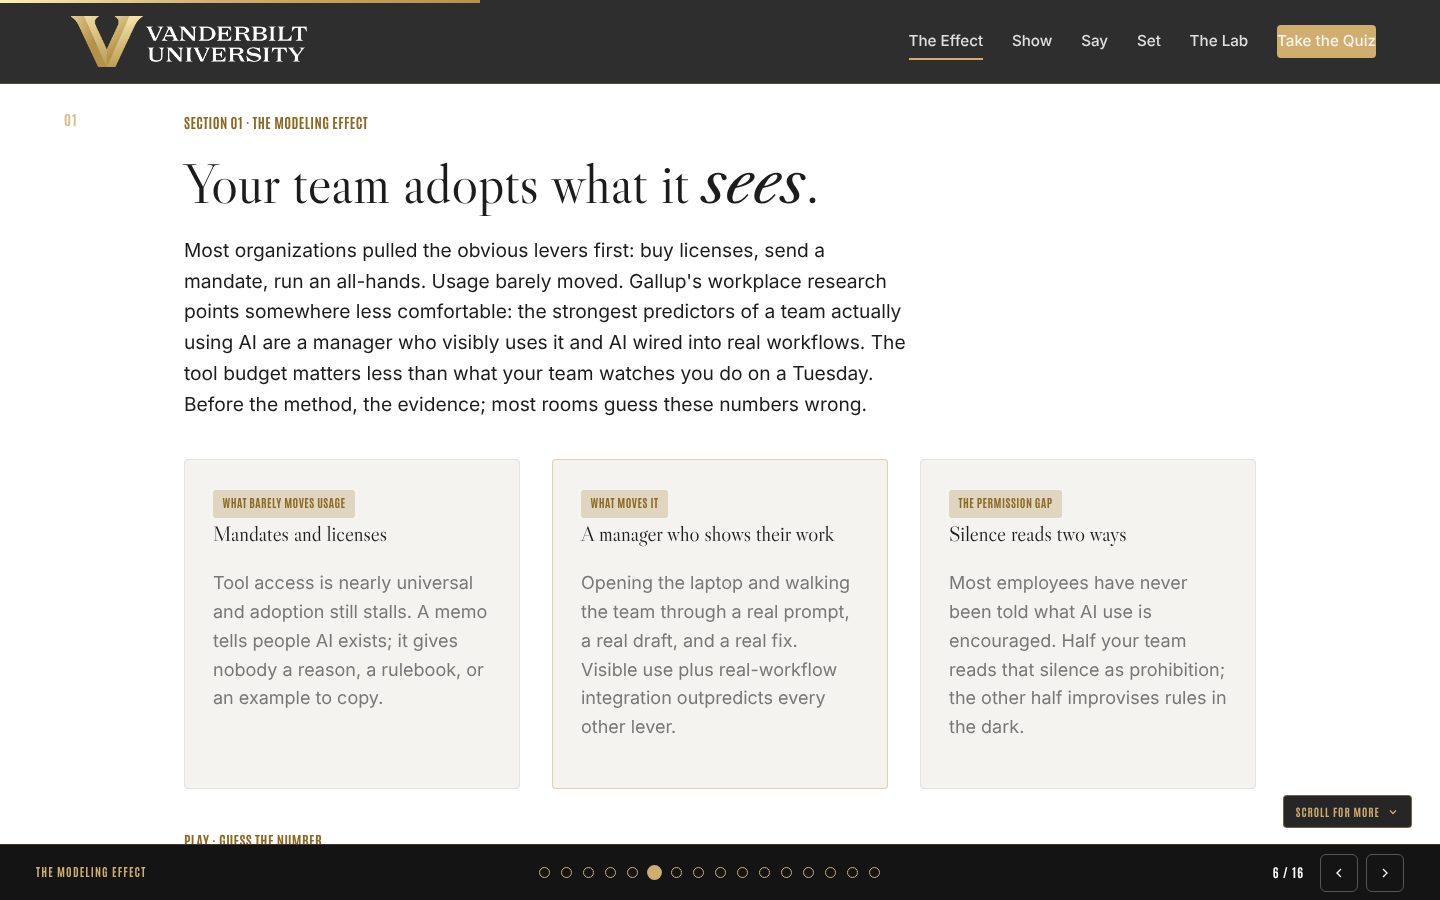 VANDERBILT
UNIVERSITY
The Effect
Show
Say
Set
The Lab
Take the Quiz
01
SECTION 01 · THE MODELING EFFECT
Your team adopts what it sees.
Most organizations pulled the obvious levers first: buy licenses, send a
mandate, run an all-hands. Usage barely moved. Gallup's workplace research
points somewhere less comfortable: the strongest predictors of a team actually
using AI are a manager who visibly uses it and AI wired into real workflows. The
tool budget matters less than what your team watches you do on a Tuesday.
Before the method, the evidence; most rooms guess these numbers wrong.
WHAT BARELY MOVES USAGE
Mandates and licenses
Tool access is nearly universal
and adoption still stalls. A memo
tells people AI exists; it gives
nobody a reason, a rulebook, or
an example to copy.
WHAT MOVES IT
A manager who shows their work
Opening the laptop and walking
the team through a real prompt,
a real draft, and a real fix.
Visible use plus real-workflow
integration outpredicts every
other lever.
THE PERMISSION GAP
Silence reads two ways
Most employees have never
been told what AI use is
encouraged. Half your team
reads that silence as prohibition;
the other half improvises rules in
the dark.
SCROLL FOR MORE
PLAY · GUESS THE NUMBER
THE MODELING EFFECT
6 / 16